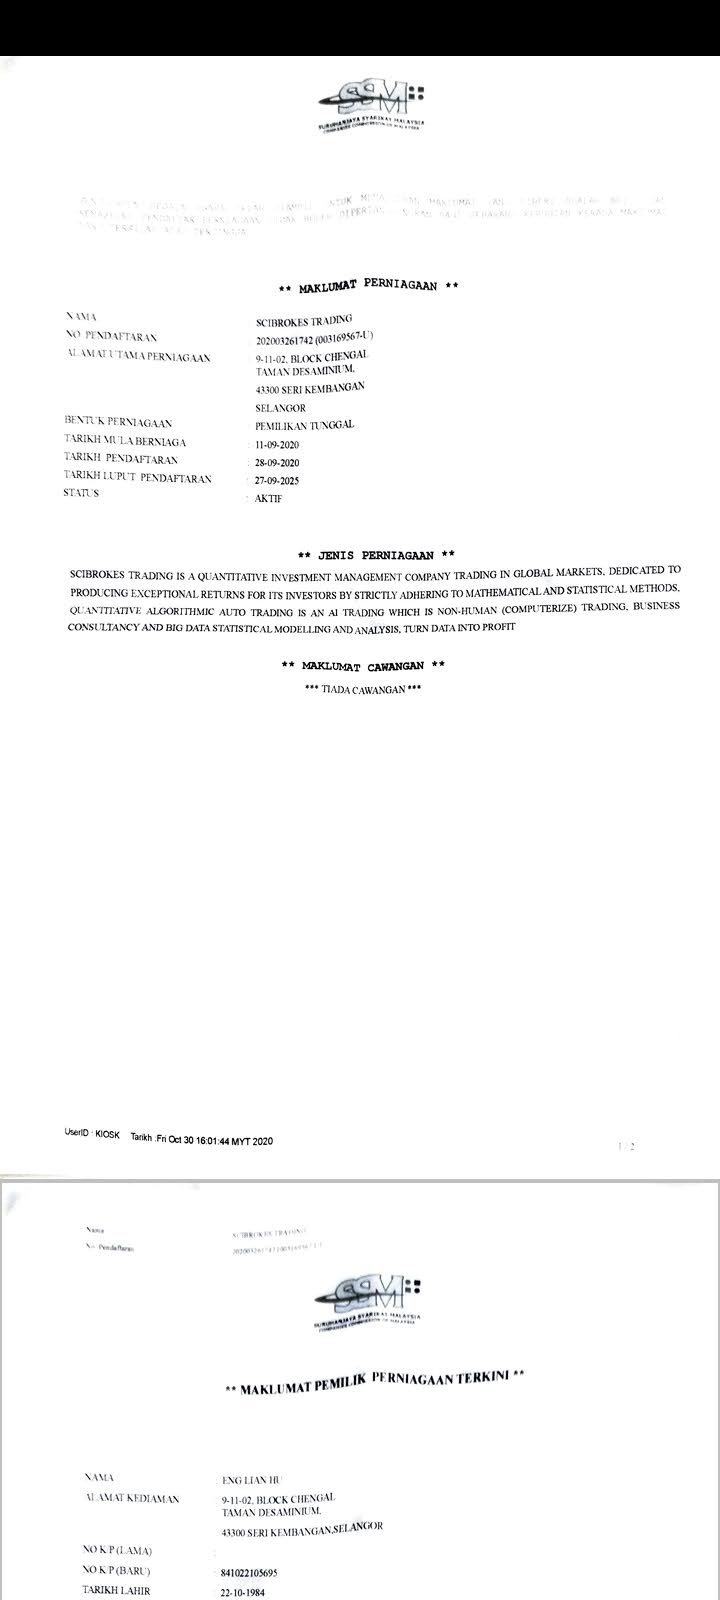 SSM
SURUHANJAYA SYARIKAT MALAYSIA
COMPANIES COMMISSION OF MALAYSIA
** MAKLUMAT PERNIAGAAN **
NAMA SCIBROKES TRADING
NO PENDAFTARAN 202003261742 (003169567-U)
ALAMAT UTAMA PERNIAGAAN 9-11-02, BLOCK CHENGAL
TAMAN DESAMINIUM,
43300 SERI KEMBANGAN
SELANGOR
BENTUK PERNIAGAAN PEMILIKAN TUNGGAL
TARIKH MULA BERNIAGA : 11-09-2020
TARIKH PENDAFTARAN : 28-09-2020
TARIKH LUPUT PENDAFTARAN : 27-09-2025
STATUS : AKTIF
** JENIS PERNIAGAAN **
SCIBROKES TRADING IS A QUANTITATIVE INVESTMENT MANAGEMENT COMPANY TRADING IN GLOBAL MARKETS, DEDICATED TO
PRODUCING EXCEPTIONAL RETURNS FOR ITS INVESTORS BY STRICTLY ADHERING TO MATHEMATICAL AND STATISTICAL METHODS,
QUANTITATIVE ALGORITHMIC AUTO TRADING IS AN AI TRADING WHICH IS NON-HUMAN (COMPUTERIZE) TRADING, BUSINESS
CONSULTANCY AND BIG DATA STATISTICAL MODELLING AND ANALYSIS, TURN DATA INTO PROFIT
** MAKLUMAT CAWANGAN **
*** TIADA CAWANGAN ***
UserID : KIOSK Tarikh :Fri Oct 30 16:01:44 MYT 2020
1 / 2
Nama SCIBROKES TRADING
No Pendaftaran 202003261742 (003169567-U)
SSM
SURUHANJAYA SYARIKAT MALAYSIA
COMPANIES COMMISSION OF MALAYSIA
** MAKLUMAT PEMILIK PERNIAGAAN TERKINI **
NAMA : ENG LIAN HU
ALAMAT KEDIAMAN 9-11-02, BLOCK CHENGAL
TAMAN DESAMINIUM,
43300 SERI KEMBANGAN,SELANGOR
NO K/P (LAMA) :
NO K/P (BARU) : 841022105695
TARIKH LAHIR 22-10-1984